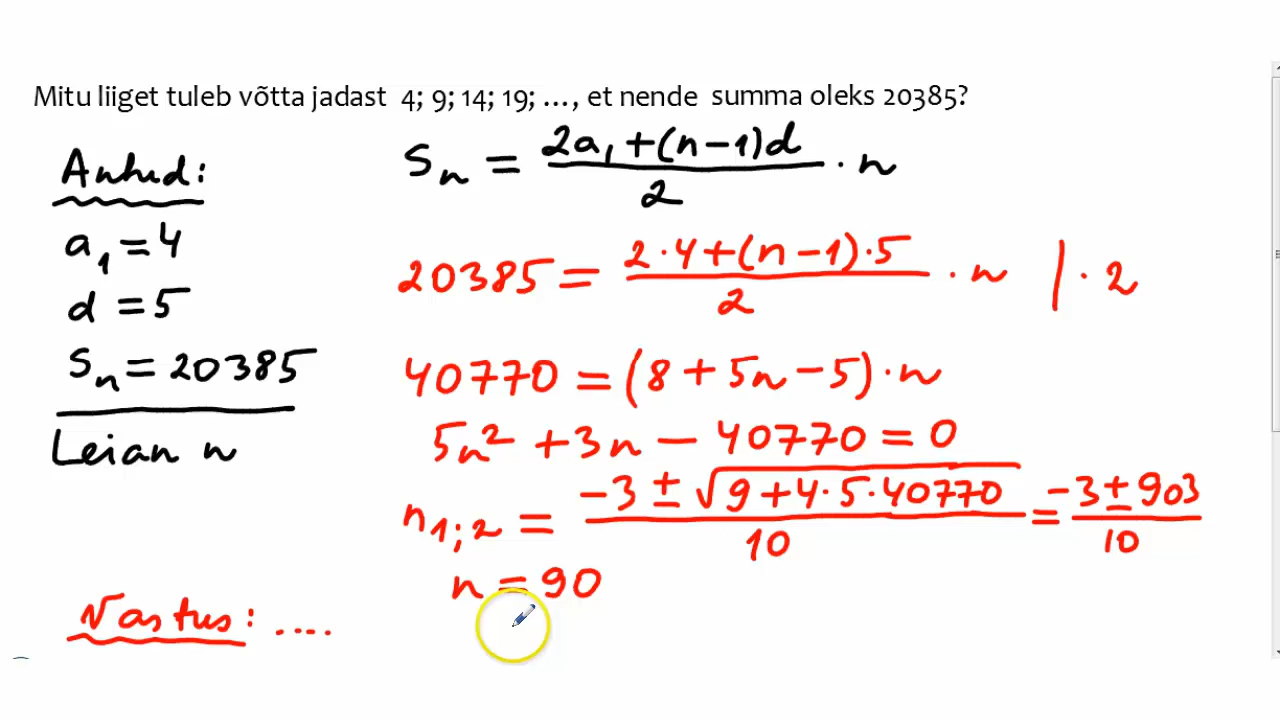 Mitu liiget tuleb võtta jadast 4; 9; 14; 19; ..., et nende summa oleks 20385?
Antud:
a₁ = 4
d = 5
Sₙ = 20385
Leian n
Sₙ = (2a₁ + (n − 1)d)/2 · n
20385 = (2 · 4 + (n − 1) · 5)/2 · n | · 2
40770 = (8 + 5n − 5) · n
5n² + 3n − 40770 = 0
n₁;₂ = (−3 ± √(9 + 4 · 5 · 40770))/10 = (−3 ± 903)/10
n = 90
Vastus: ....